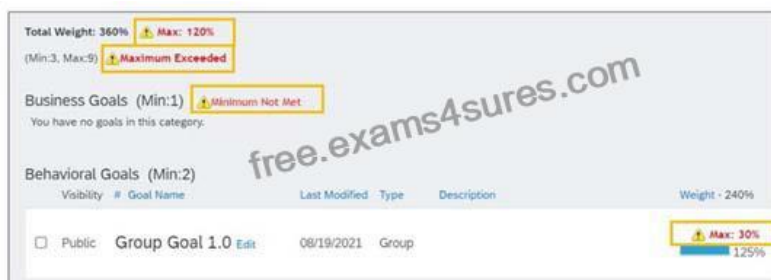 Total Weight: 360% Max: 120%
(Min:3, Max:9) Maximum Exceeded
Business Goals (Min:1) Minimum Not Met
You have no goals in this category.
free.exams4sures.com
Behavioral Goals (Min:2)
Visibility # Goal Name Last Modified Type Description Weight - 240%
Max: 30%
Public Group Goal 1.0 Edit 08/19/2021 Group
125%